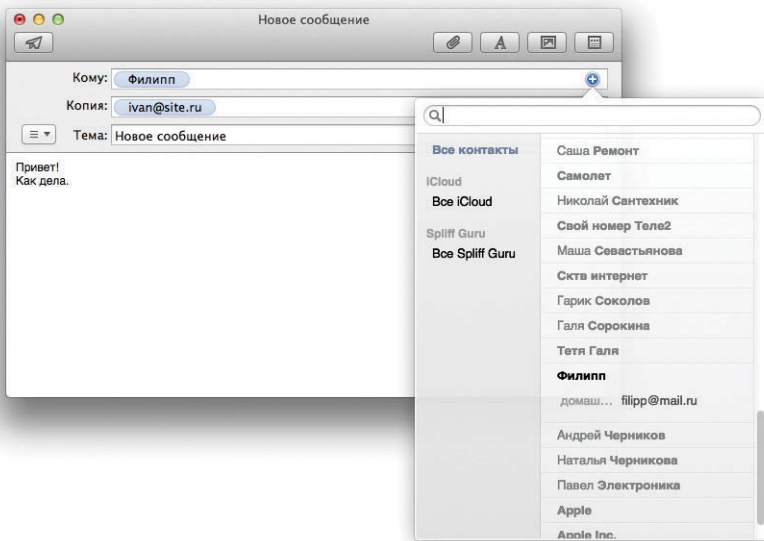 Новое сообщение
Кому: Филипп
Копия: ivan@site.ru
Тема: Новое сообщение
Привет!
Как дела.
Все контакты
iCloud
Все iCloud
Spliff Guru
Все Spliff Guru
Саша Ремонт
Самолет
Николай Сантехник
Свой номер Теле2
Маша Севастьянова
Сктв интернет
Гарик Соколов
Галя Сорокина
Тетя Галя
Филипп
домаш... filipp@mail.ru
Андрей Черников
Наталья Черникова
Павел Электроника
Apple
Apple Inc.